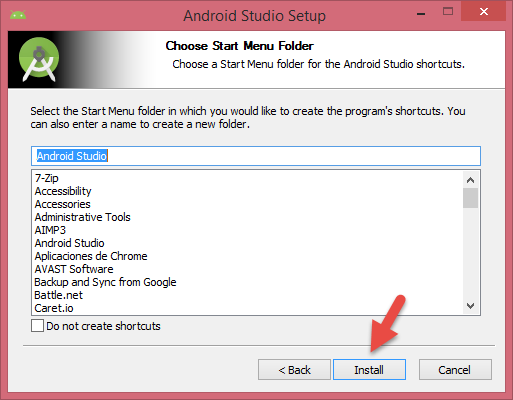 Android Studio Setup
Choose Start Menu Folder
Choose a Start Menu folder for the Android Studio shortcuts.
Select the Start Menu folder in which you would like to create the program's shortcuts. You
can also enter a name to create a new folder.
Android Studio
7-Zip
Accessibility
Accessories
Administrative Tools
AIMP3
Android Studio
Aplicaciones de Chrome
AVAST Software
Backup and Sync from Google
Battle.net
Caret.io
Do not create shortcuts
< Back
Install
Cancel